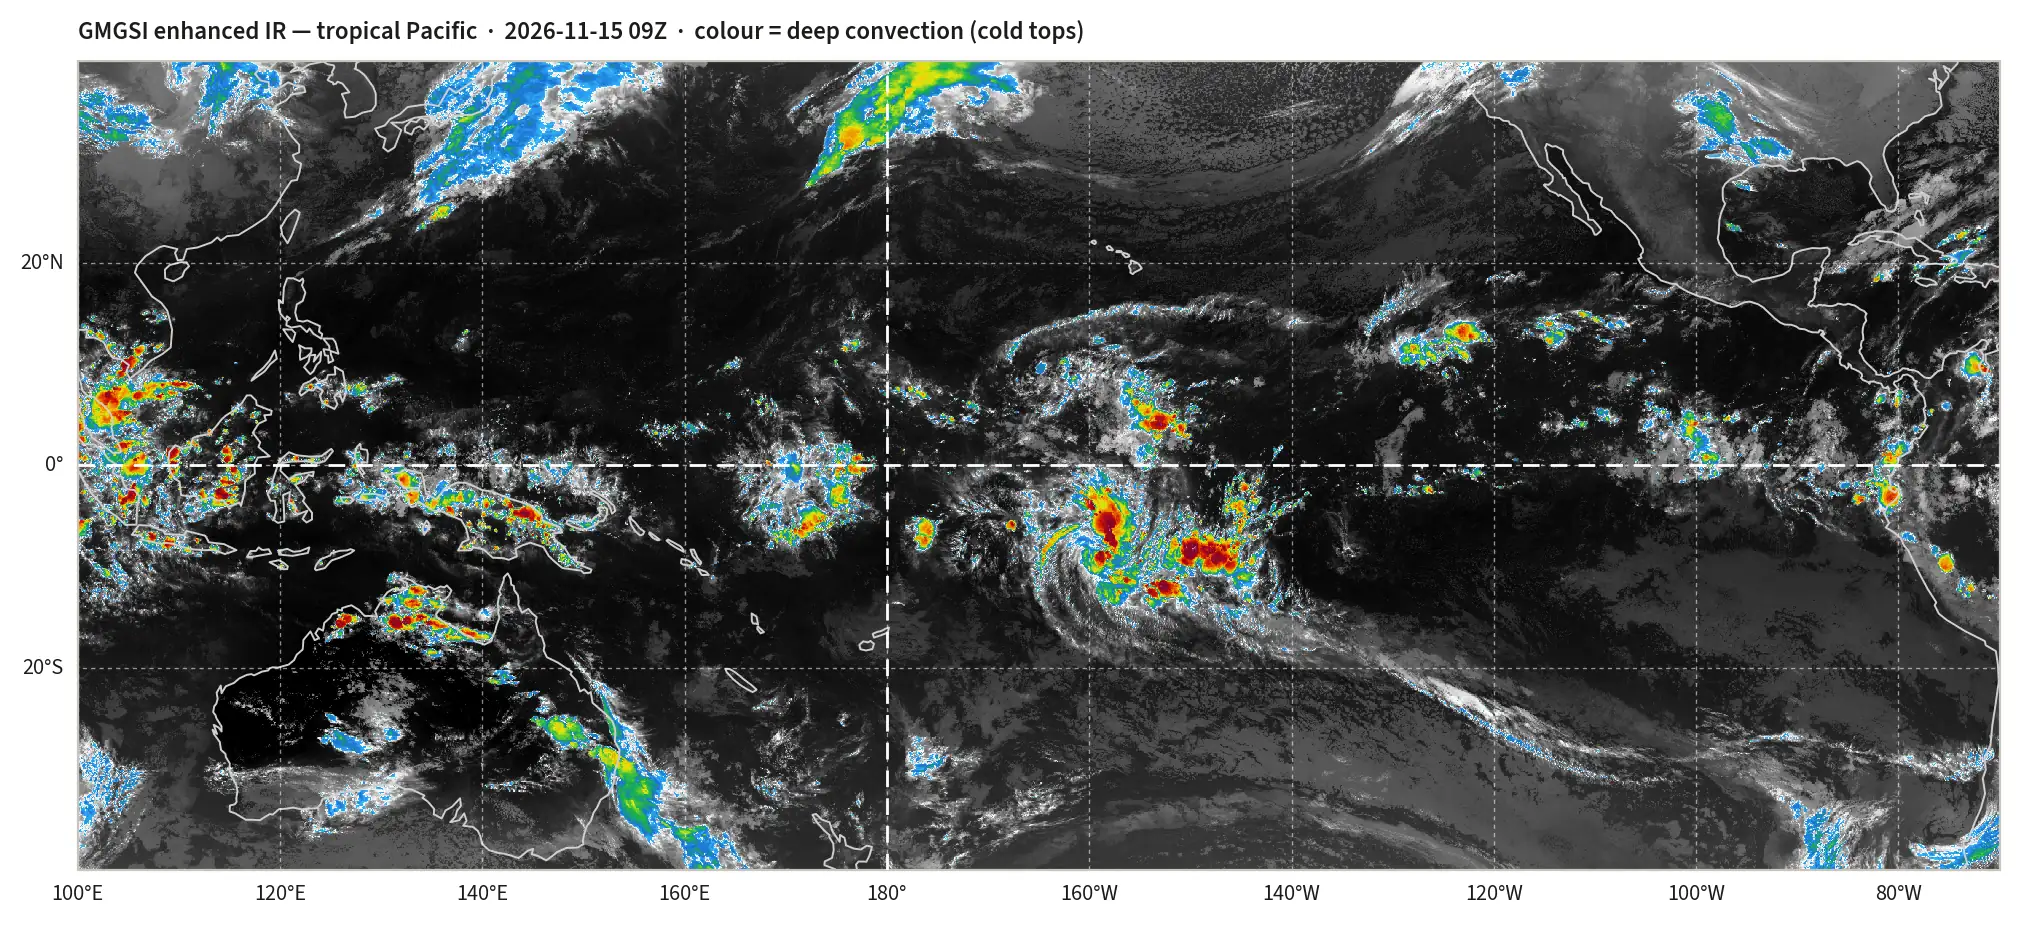 GMGSI enhanced IR — tropical Pacific · 2026-11-15 09Z · colour = deep convection (cold tops)
20°N
0°
20°S
100°E 120°E 140°E 160°E 180° 160°W 140°W 120°W 100°W 80°W